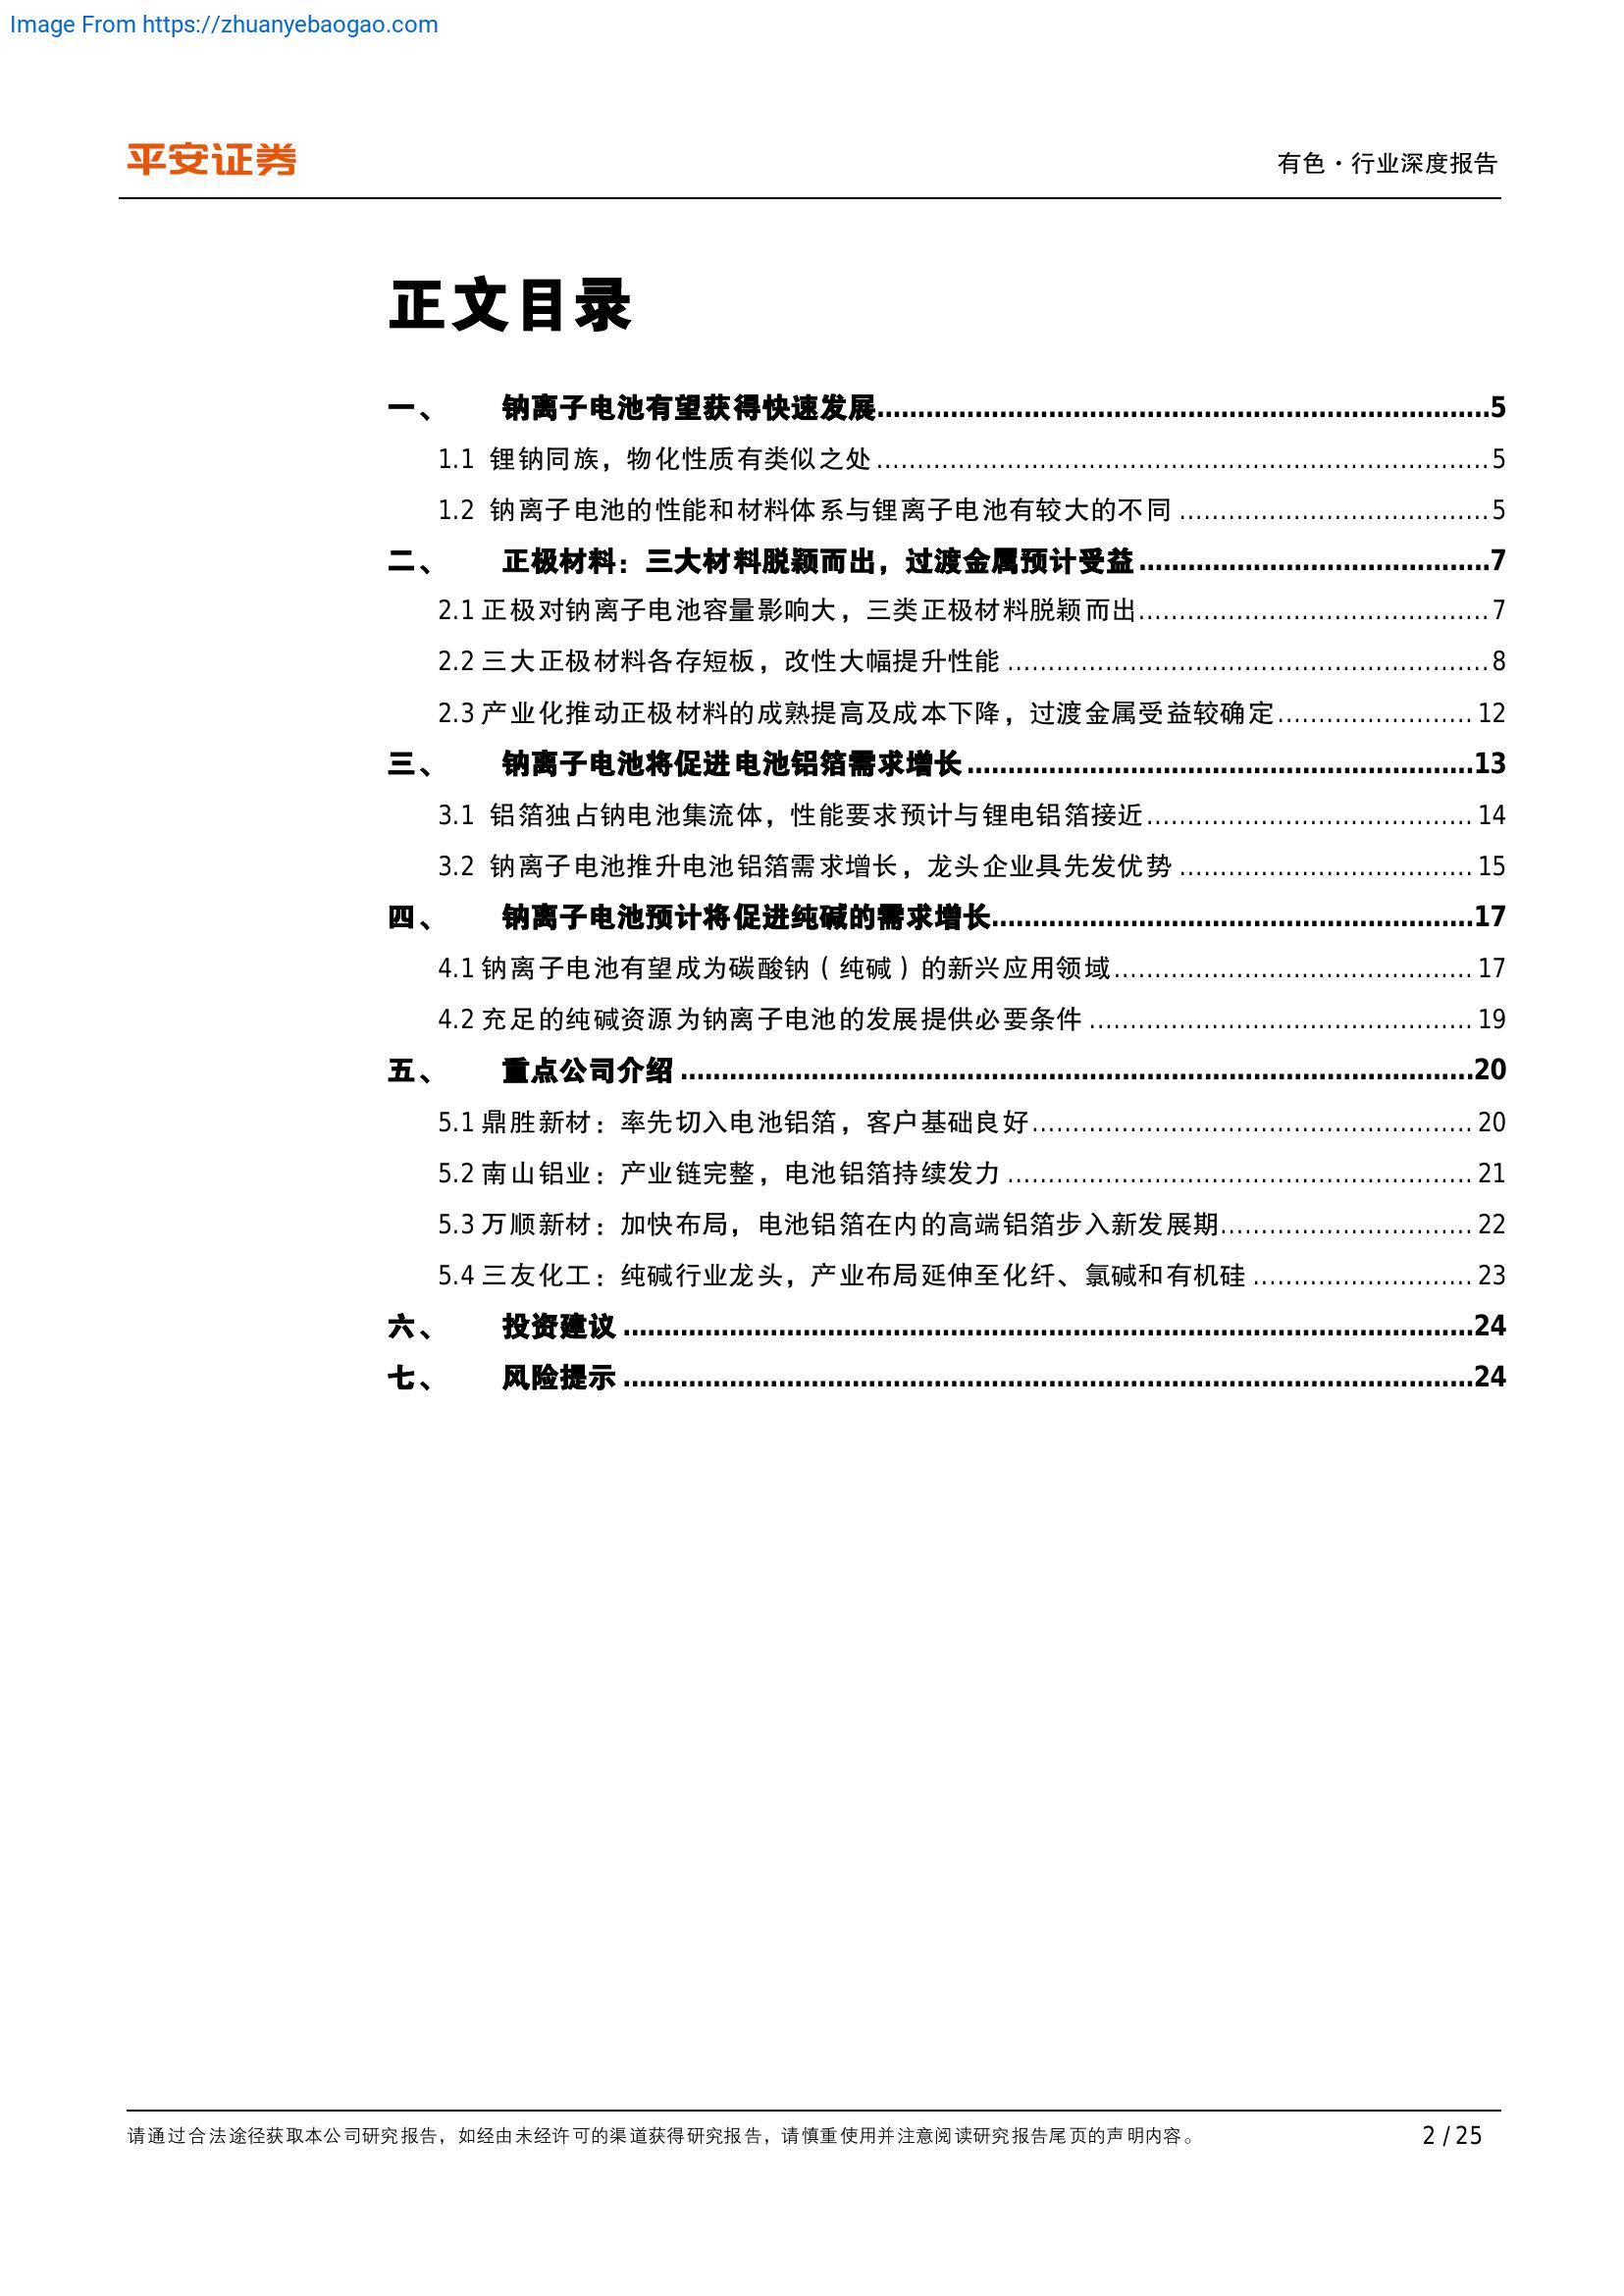 Image From https://zhuanyebaogao.com
平安证券
有色·行业深度报告
正文目录
一、 钠离子电池有望获得快速发展 5
1.1 锂钠同族，物化性质有类似之处 5
1.2 钠离子电池的性能和材料体系与锂离子电池有较大的不同 5
二、 正极材料：三大材料脱颖而出，过渡金属预计受益 7
2.1 正极对钠离子电池容量影响大，三类正极材料脱颖而出 7
2.2 三大正极材料各存短板，改性大幅提升性能 8
2.3 产业化推动正极材料的成熟提高及成本下降，过渡金属受益较确定 12
三、 钠离子电池将促进电池铝箔需求增长 13
3.1 铝箔独占钠电池集流体，性能要求预计与锂电铝箔接近 14
3.2 钠离子电池推升电池铝箔需求增长，龙头企业具先发优势 15
四、 钠离子电池预计将促进纯碱的需求增长 17
4.1 钠离子电池有望成为碳酸钠（纯碱）的新兴应用领域 17
4.2 充足的纯碱资源为钠离子电池的发展提供必要条件 19
五、 重点公司介绍 20
5.1 鼎胜新材：率先切入电池铝箔，客户基础良好 20
5.2 南山铝业：产业链完整，电池铝箔持续发力 21
5.3 万顺新材：加快布局，电池铝箔在内的高端铝箔步入新发展期 22
5.4 三友化工：纯碱行业龙头，产业布局延伸至化纤、氯碱和有机硅 23
六、 投资建议 24
七、 风险提示 24
请通过合法途径获取本公司研究报告，如经由未经许可的渠道获得研究报告，请慎重使用并注意阅读研究报告尾页的声明内容。 2 / 25